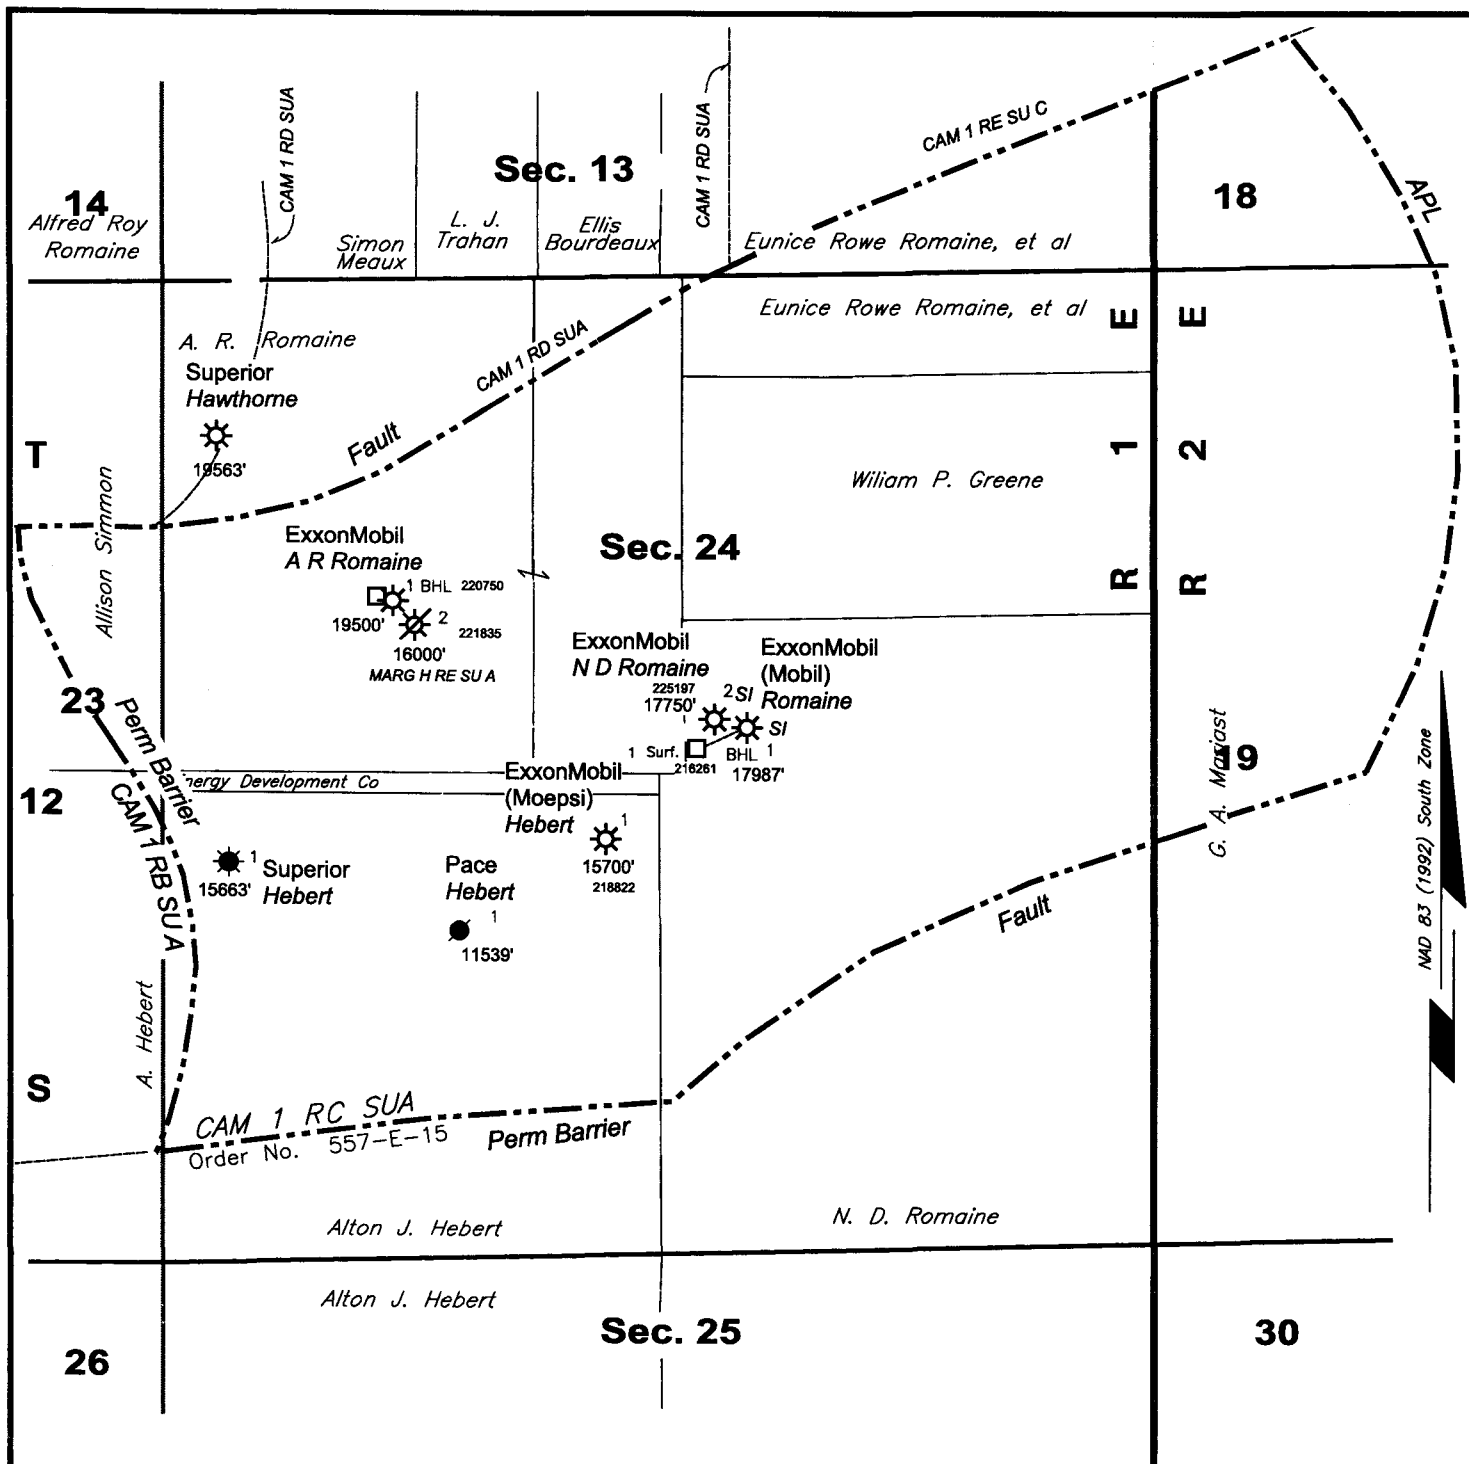 CAM 1 RD SUA
CAM 1 RD SUA
CAM 1 RE SU C
Sec. 13
14
Alfred Roy
Romaine
Simon
Meaux
L. J.
Trahan
Ellis
Bourdeaux
Eunice Rowe Romaine, et al
18
APL
Eunice Rowe Romaine, et al
E
E
A. R. Romaine
Superior
Hawthorne
19563'
CAM 1 RD SUA
Fault
T
1
2
Wiliam P. Greene
Allison Simmon
ExxonMobil
A R Romaine
1 BHL 220750
19500'
2
221835
16000'
MARG H RE SU A
Sec. 24
R
R
ExxonMobil
N D Romaine
225197
17750'
2 SI
ExxonMobil
(Mobil)
Romaine
SI
1 Surf.
216261
BHL 1
17987'
23
Perm Barrier
CAM 1 RB SU A
12
nergy Development Co
ExxonMobil
(Moepsi)
Hebert
1
15700'
218822
1
15663'
Superior
Hebert
Pace
Hebert
1
11539'
19
G. A.
Fault
NAD 83 (1992) South Zone
A. Hebert
S
CAM 1 RC SUA
Order No. 557-E-15
Perm Barrier
Alton J. Hebert
N. D. Romaine
Alton J. Hebert
Sec. 25
26
30